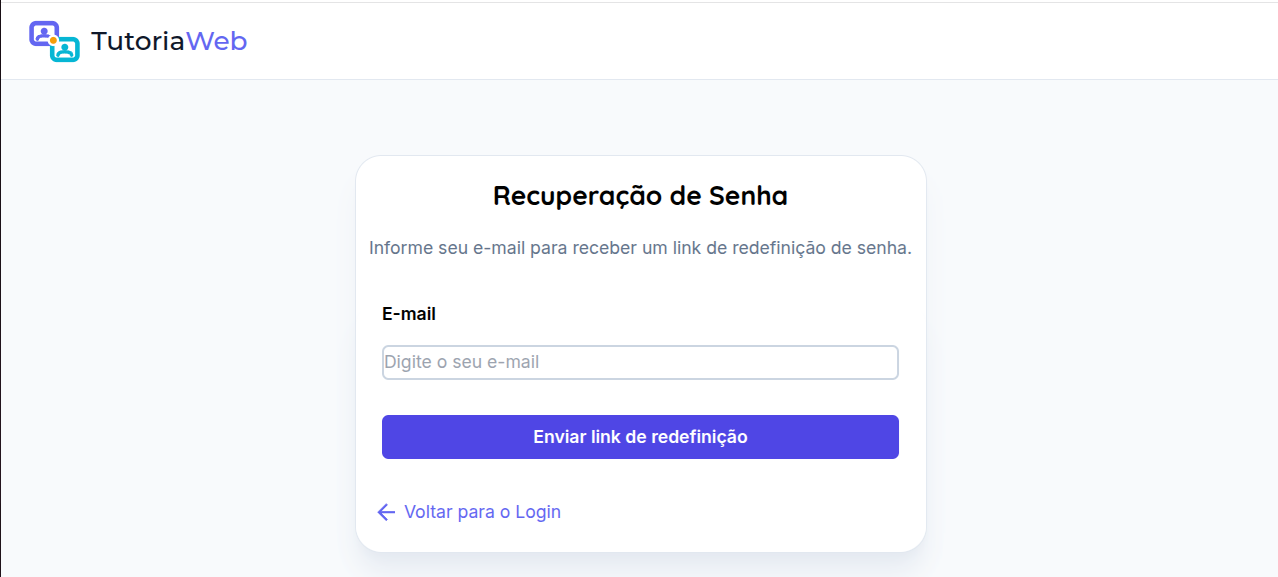 TutoriaWeb
Recuperação de Senha
Informe seu e-mail para receber um link de redefinição de senha.
E-mail
Digite o seu e-mail
Enviar link de redefinição
Voltar para o Login